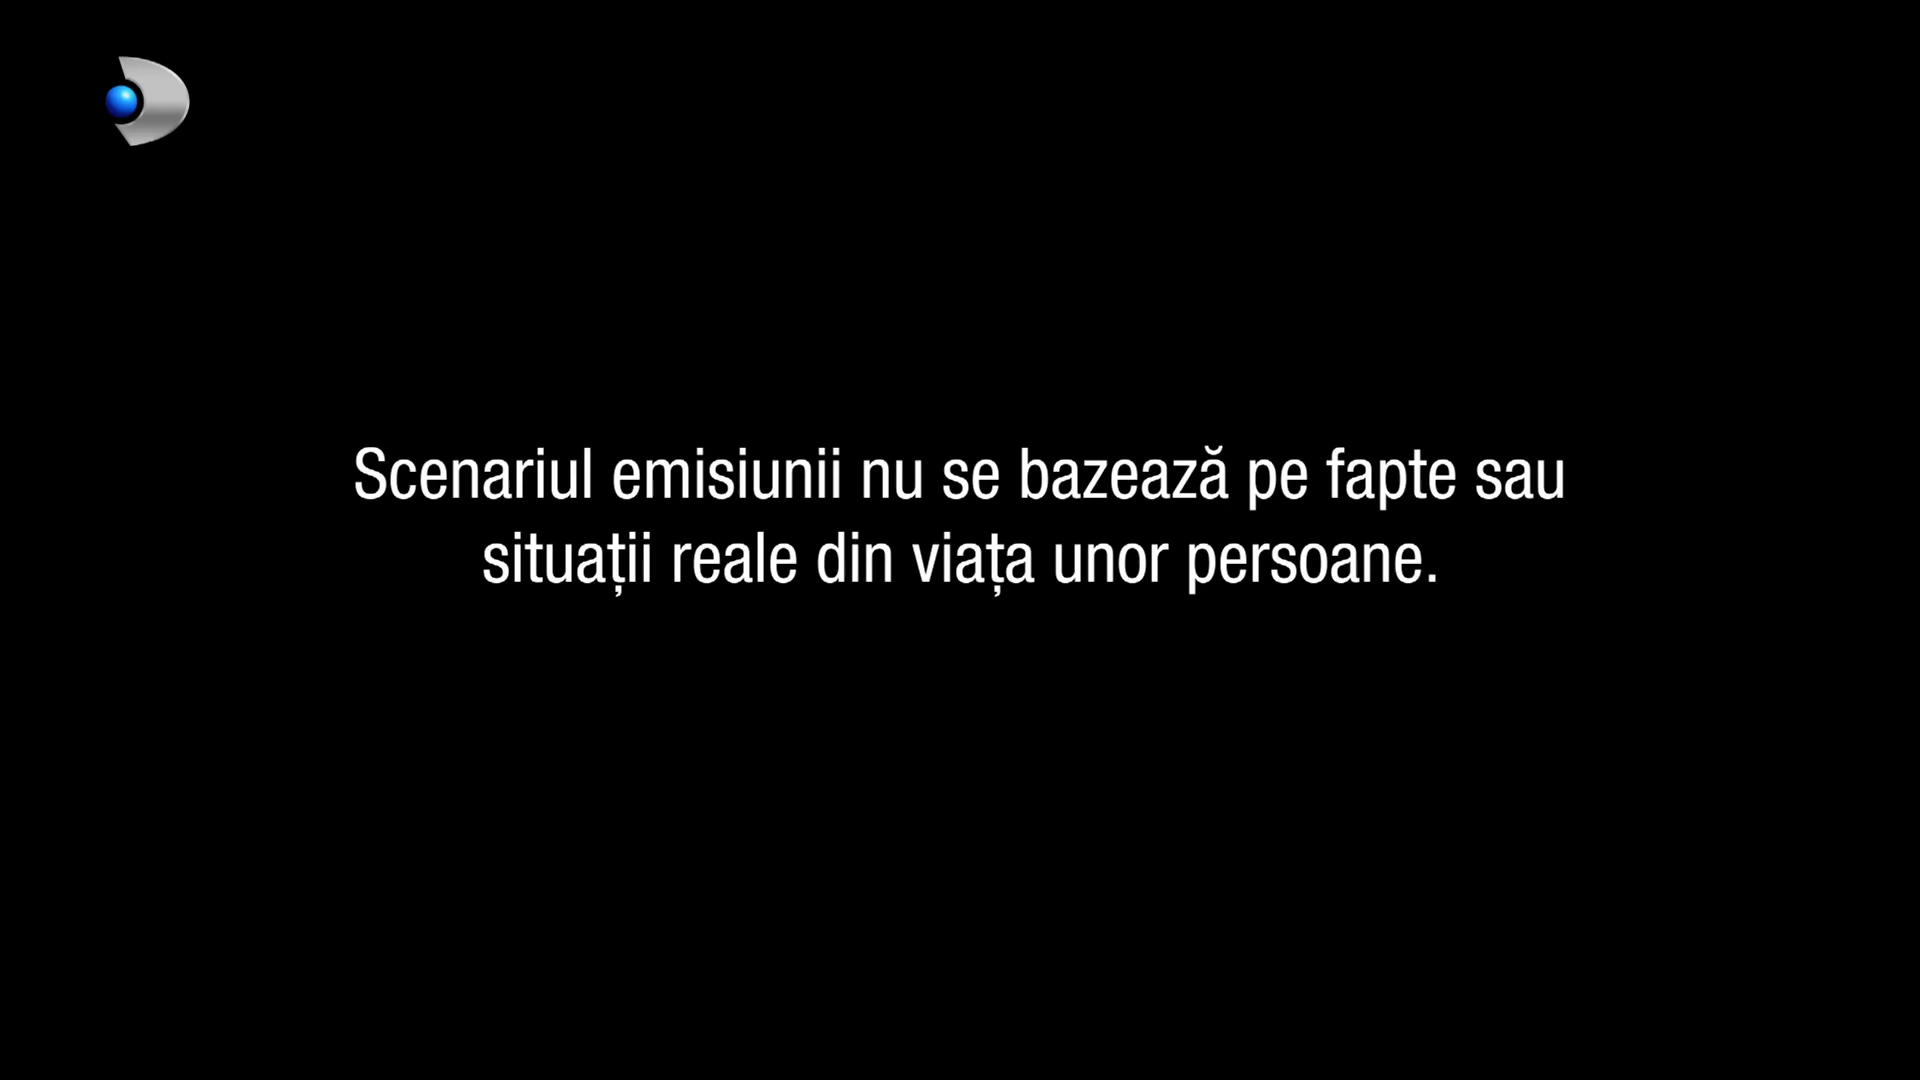 Scenariul emisiunii nu se bazează pe fapte sau
situații reale din viața unor persoane.